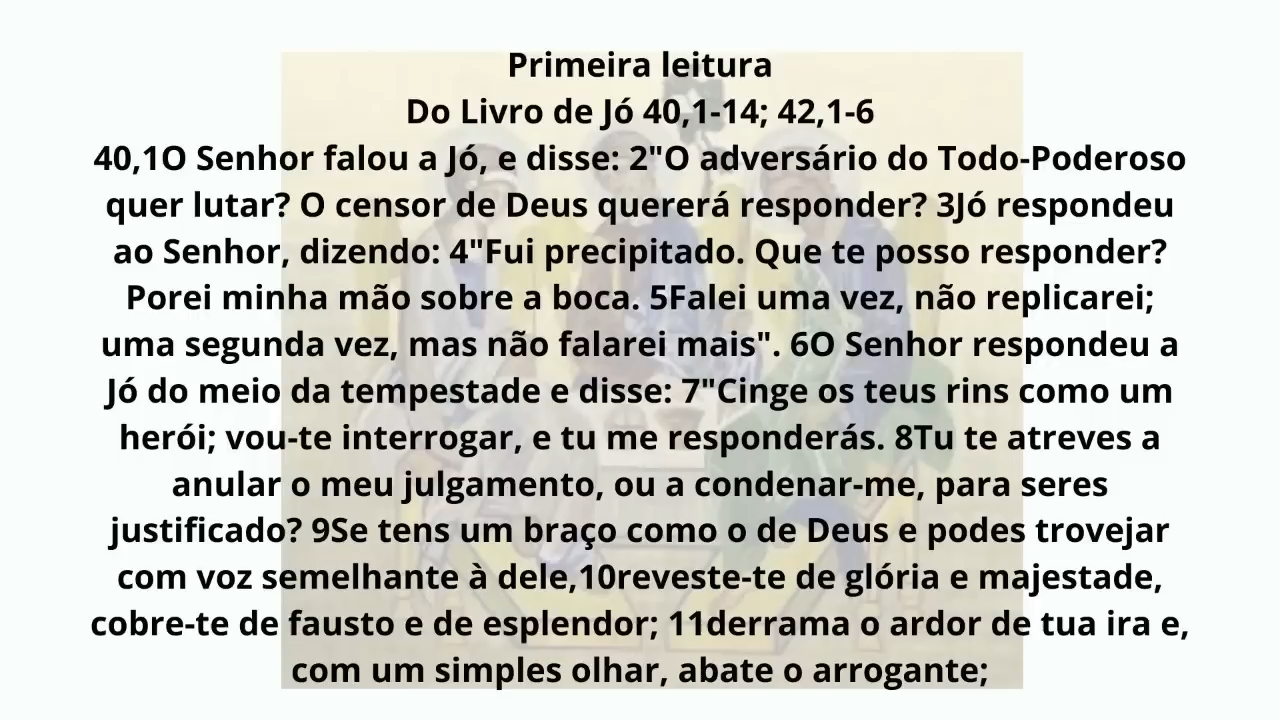 Primeira leitura
Do Livro de Jó 40,1-14; 42,1-6
40,1O Senhor falou a Jó, e disse: 2"O adversário do Todo-Poderoso
quer lutar? O censor de Deus quererá responder? 3Jó respondeu
ao Senhor, dizendo: 4"Fui precipitado. Que te posso responder?
Porei minha mão sobre a boca. 5Falei uma vez, não replicarei;
uma segunda vez, mas não falarei mais". 6O Senhor respondeu a
Jó do meio da tempestade e disse: 7"Cinge os teus rins como um
herói; vou-te interrogar, e tu me responderás. 8Tu te atreves a
anular o meu julgamento, ou a condenar-me, para seres
justificado? 9Se tens um braço como o de Deus e podes trovejar
com voz semelhante à dele,10reveste-te de glória e majestade,
cobre-te de fausto e de esplendor; 11derrama o ardor de tua ira e,
com um simples olhar, abate o arrogante;